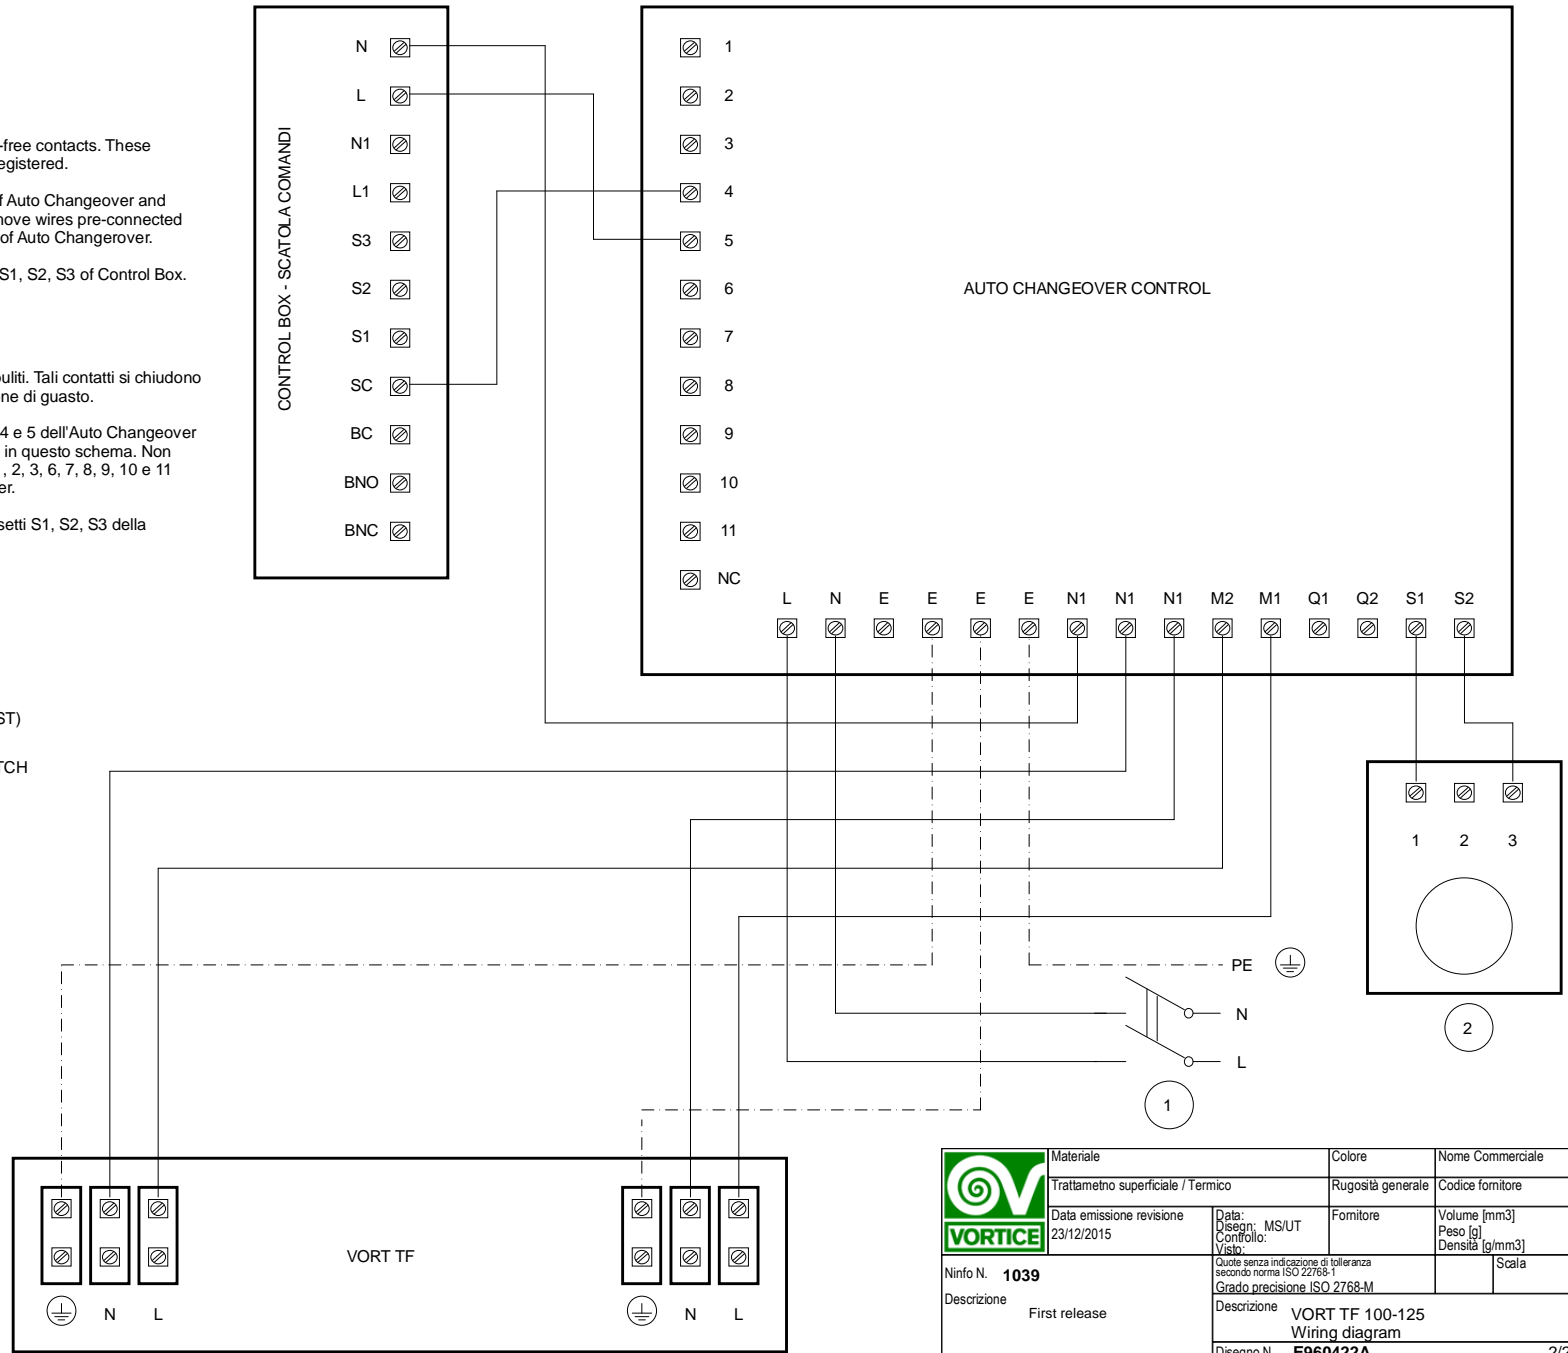 -free contacts. These
egistered.
f Auto Changeover and
nove wires pre-connected
of Auto Changerover.
S1, S2, S3 of Control Box.
uliti. Tali contatti si chiudono
ne di guasto.
4 e 5 dell'Auto Changeover
in questo schema. Non
, 2, 3, 6, 7, 8, 9, 10 e 11
er.
setti S1, S2, S3 della
ST)
TCH
CONTROL BOX - SCATOLA COMANDI
N
L
N1
L1
S3
S2
S1
SC
BC
BNO
BNC
1
2
3
4
5
6
7
8
9
10
11
NC
AUTO CHANGEOVER CONTROL
L N E E E E N1 N1 N1 M2 M1 Q1 Q2 S1 S2
1 2 3
2
PE
N
L
1
VORT TF
N L
N L
VORTICE
Materiale
Colore
Nome Commerciale
Trattametno superficiale / Termico
Rugosità generale
Codice fornitore
Data emissione revisione
23/12/2015
Data:
Disegn: MS/UT
Controllo:
Visto:
Fornitore
Volume [mm3]
Peso [g]
Densità [g/mm3]
Ninfo N. 1039
Quote senza indicazione di tolleranza
secondo norma ISO 22768-1
Grado precisione ISO 2768-M
Scala
Descrizione
First release
Descrizione
VORT TF 100-125
Wiring diagram
Disegno N. E960422A